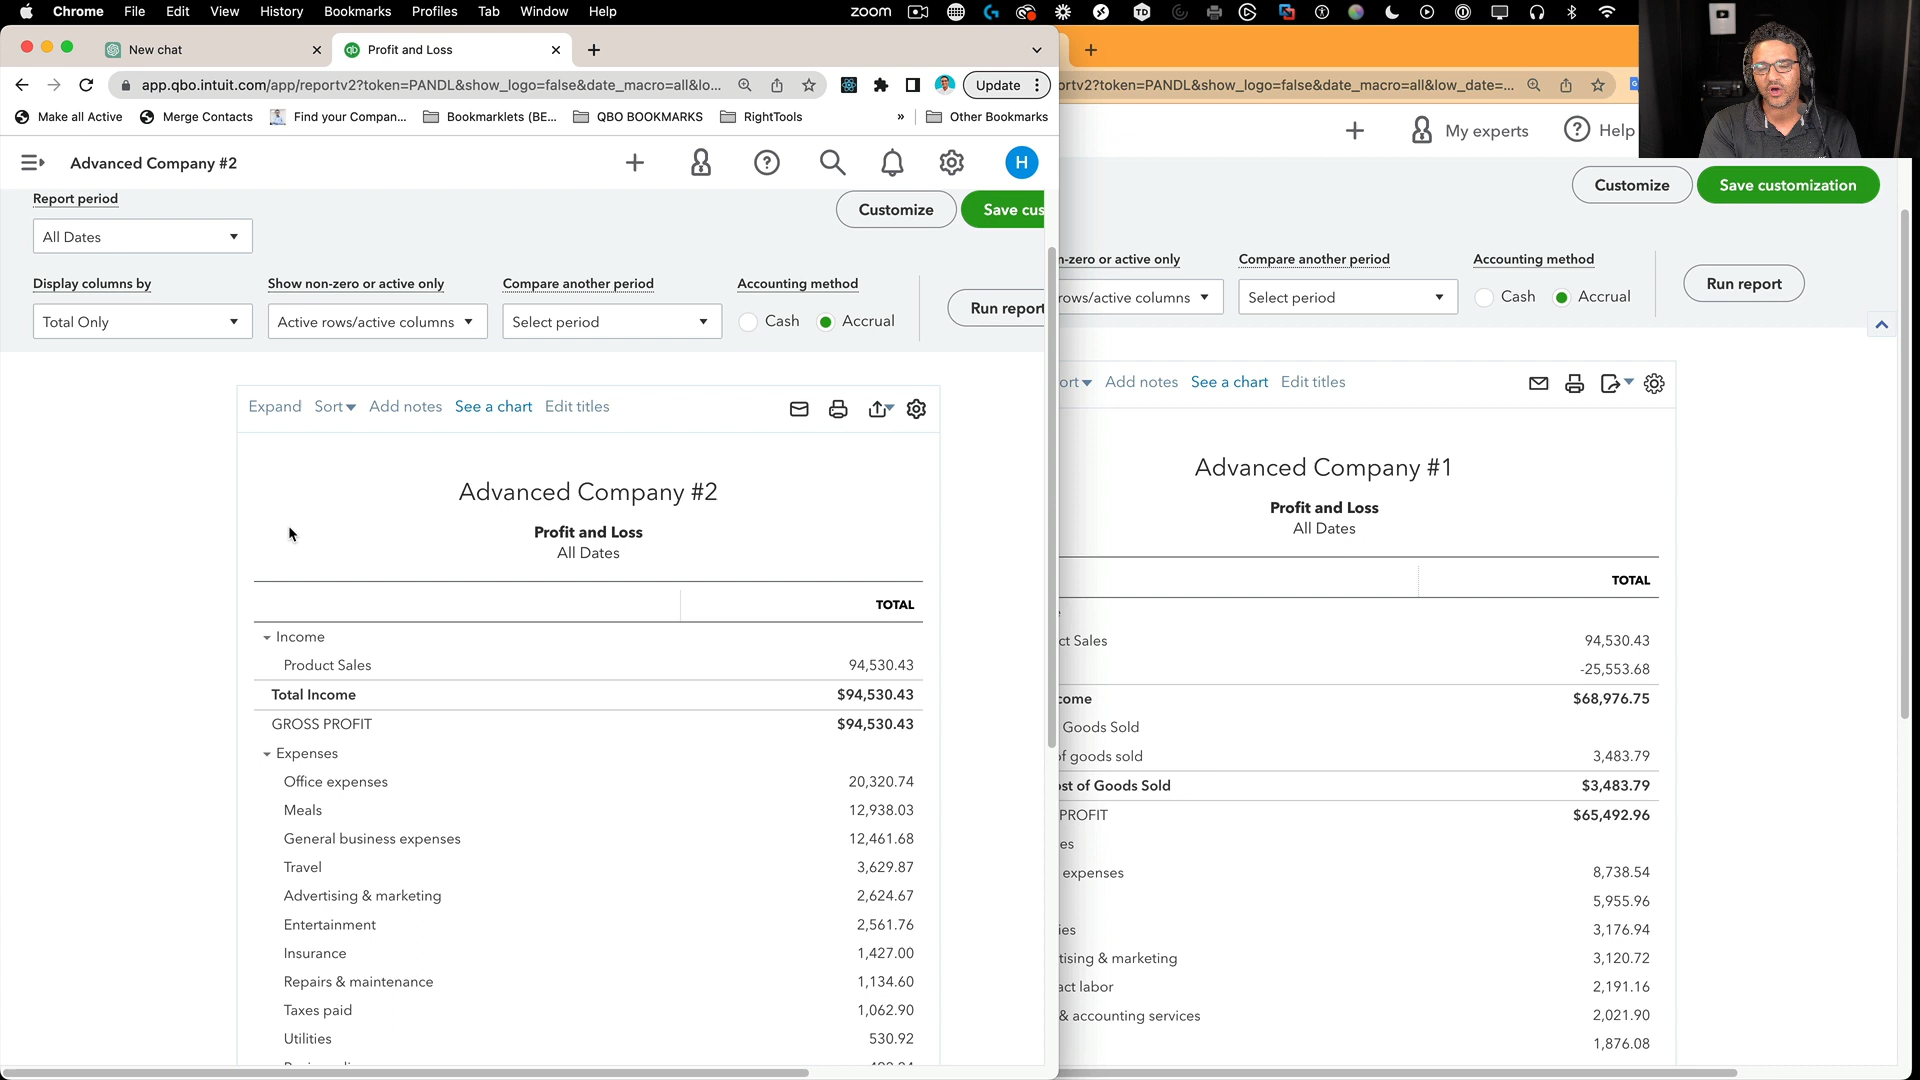 Chrome File Edit View History Bookmarks Profiles Tab Window Help
zoom
TD
New chat
Profit and Loss
app.qbo.intuit.com/app/reportv2?token=PANDL&show_logo=false&date_macro=all&lo...
Update
Make all Active
Merge Contacts
Find your Compan...
Bookmarklets (BE...
QBO BOOKMARKS
RightTools
»
Other Bookmarks
Advanced Company #2
H
Report period
Customize
Save cus
All Dates
Display columns by
Show non-zero or active only
Compare another period
Accounting method
Total Only
Active rows/active columns
Select period
Cash
Accrual
Run report
Expand
Sort
Add notes
See a chart
Edit titles
Advanced Company #2
Profit and Loss
All Dates
TOTAL
Income
Product Sales 94,530.43
Total Income $94,530.43
GROSS PROFIT $94,530.43
Expenses
Office expenses 20,320.74
Meals 12,938.03
General business expenses 12,461.68
Travel 3,629.87
Advertising & marketing 2,624.67
Entertainment 2,561.76
Insurance 1,427.00
Repairs & maintenance 1,134.60
Taxes paid 1,062.90
Utilities 530.92
ortv2?token=PANDL&show_logo=false&date_macro=all&low_date=...
My experts
Help
Customize
Save customization
n-zero or active only
Compare another period
Accounting method
rows/active columns
Select period
Cash
Accrual
Run report
ort
Add notes
See a chart
Edit titles
Advanced Company #1
Profit and Loss
All Dates
TOTAL
ct Sales 94,530.43
-25,553.68
come $68,976.75
Goods Sold
of goods sold 3,483.79
ost of Goods Sold $3,483.79
PROFIT $65,492.96
es
expenses 8,738.54
5,955.96
ies 3,176.94
tising & marketing 3,120.72
act labor 2,191.16
& accounting services 2,021.90
1,876.08